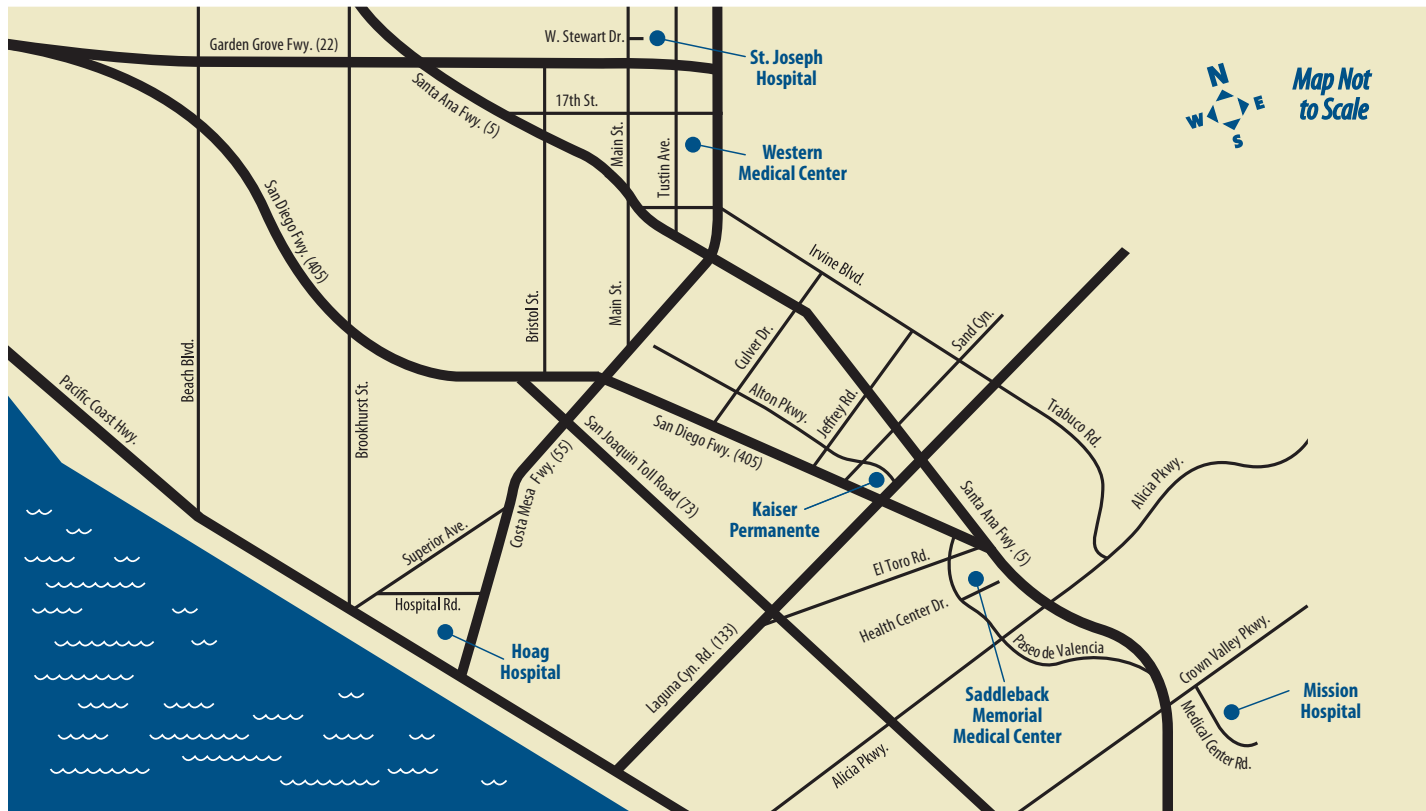 W. Stewart Dr.
Garden Grove Fwy. (22)
St. Joseph
Hospital
N
W
E
S
Map Not
to Scale
Santa Ana Fwy. (5)
17th St.
Main St.
Tustin Ave.
Western
Medical Center
San Diego Fwy. (405)
Irvine Blvd.
Bristol St.
Main St.
Culver Dr.
Sand Cyn.
Beach Blvd.
Brookhurst St.
Pacific Coast Hwy.
Alton Pkwy.
Jeffrey Rd.
Trabuco Rd.
San Diego Fwy. (405)
San Joaquin Toll Road (73)
Costa Mesa Fwy. (55)
Alicia Pkwy.
Kaiser
Permanente
Santa Ana Fwy. (5)
Superior Ave.
El Toro Rd.
Hospital Rd.
Health Center Dr.
Hoag
Hospital
Laguna Cyn. Rd. (133)
Paseo de Valencia
Crown Valley Pkwy.
Saddleback
Memorial
Medical Center
Mission
Hospital
Medical Center Rd.
Alicia Pkwy.